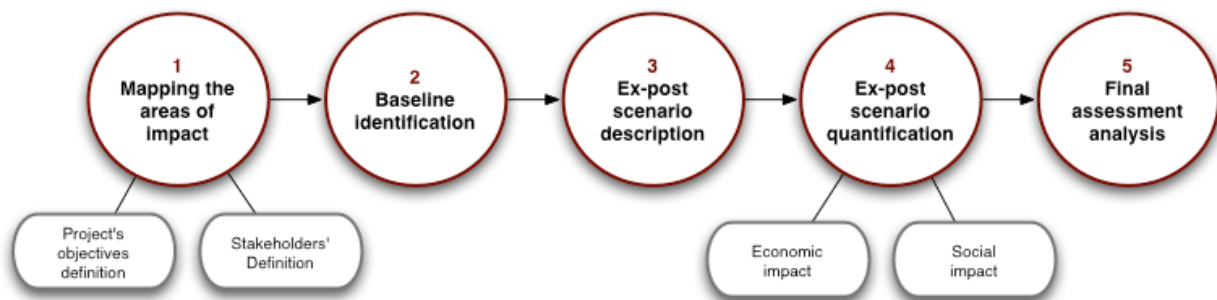 1
Mapping the
areas of
impact
2
Baseline
identification
3
Ex-post
scenario
description
4
Ex-post
scenario
quantification
5
Final
assessment
analysis
Project's
objectives
definition
Stakeholders'
Definition
Economic
impact
Social
impact